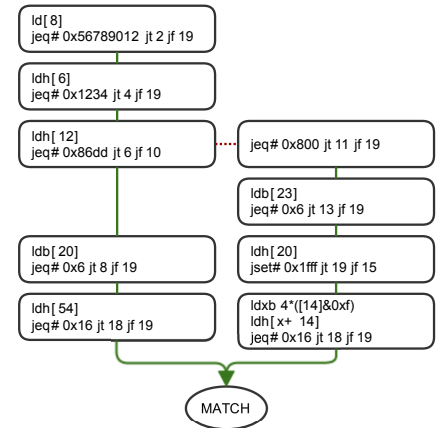 ld[ 8]
jeq# 0x56789012 jt 2 jf 19
ldh[ 6]
jeq# 0x1234 jt 4 jf 19
ldh[ 12]
jeq# 0x86dd jt 6 jf 10
jeq# 0x800 jt 11 jf 19
ldb[ 23]
jeq# 0x6 jt 13 jf 19
ldb[ 20]
jeq# 0x6 jt 8 jf 19
ldh[ 20]
jset# 0x1fff jt 19 jf 15
ldh[ 54]
jeq# 0x16 jt 18 jf 19
ldxb 4*([14]&0xf)
ldh[ x+ 14]
jeq# 0x16 jt 18 jf 19
MATCH